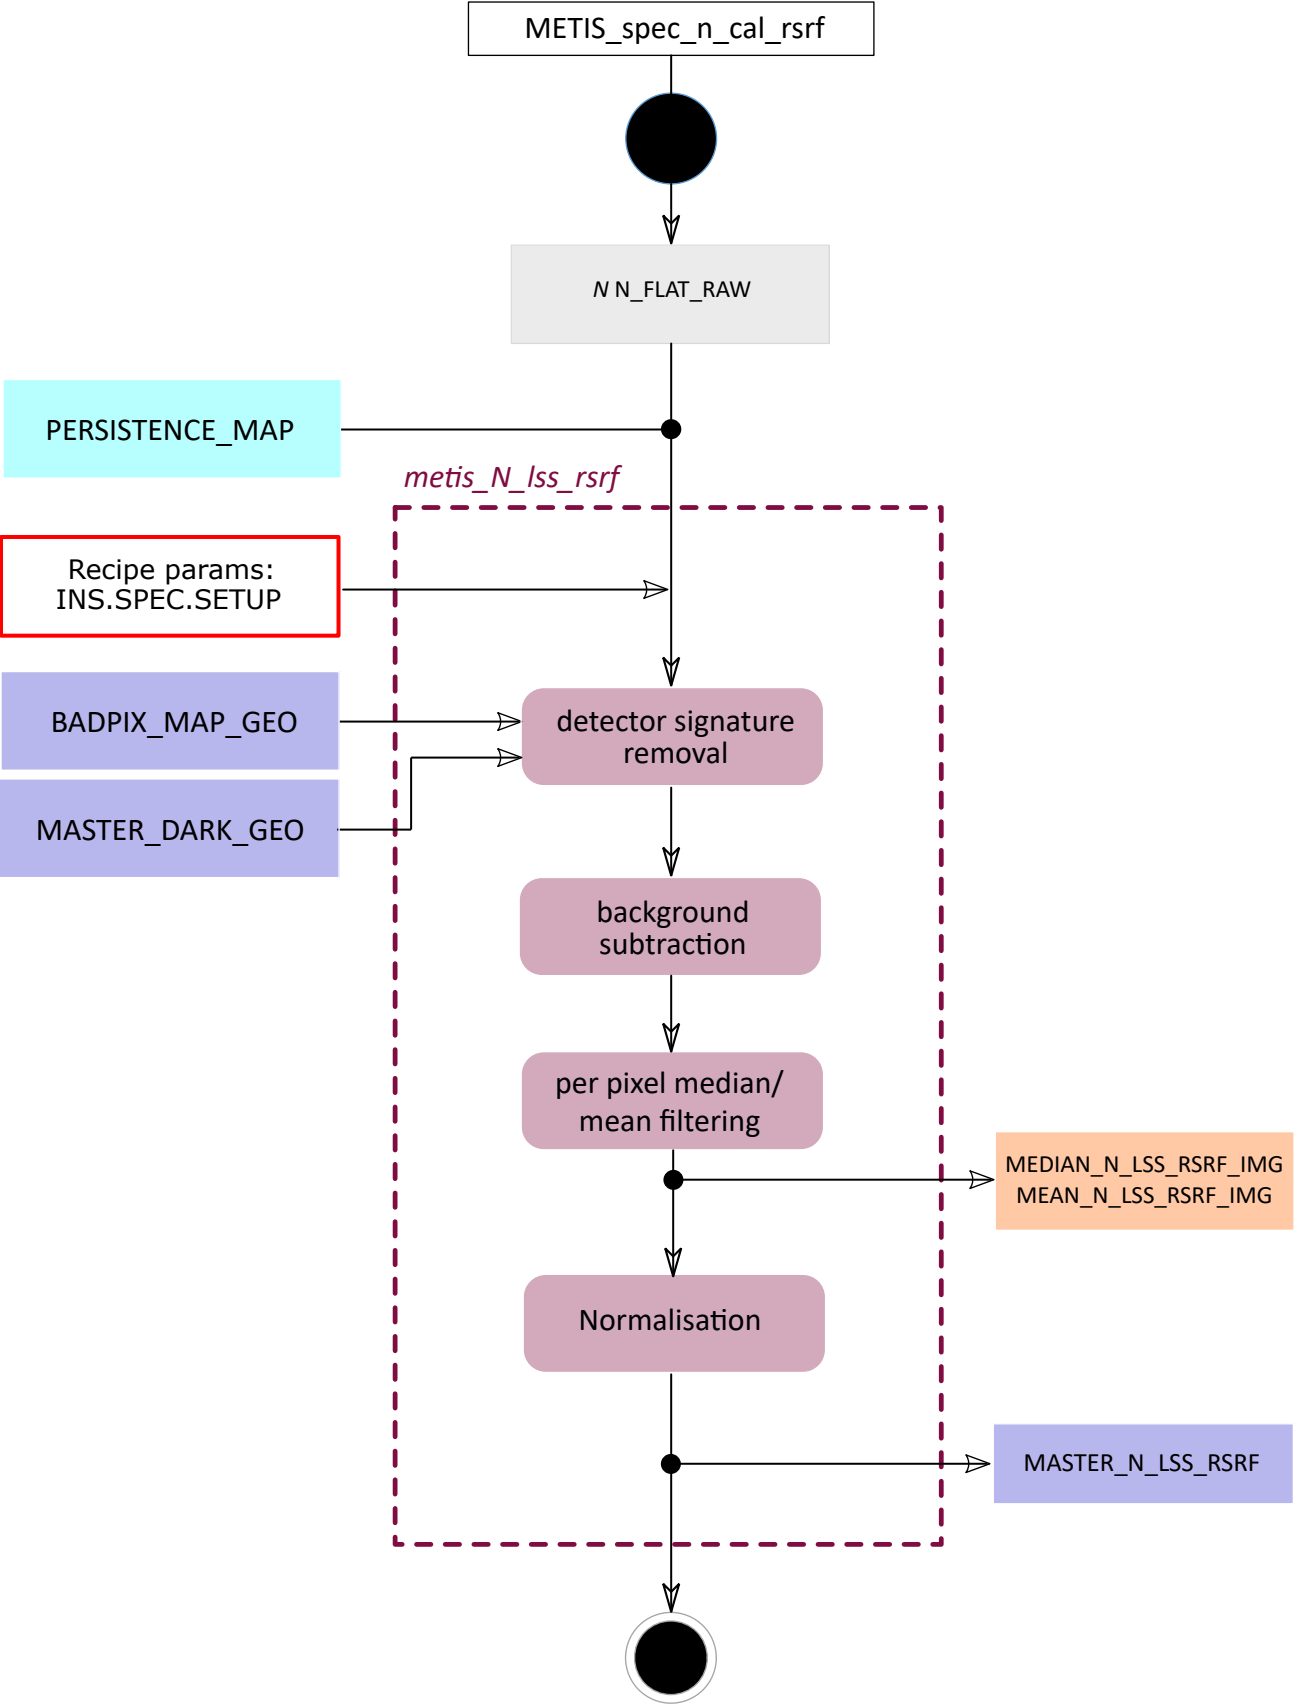 METIS_spec_n_cal_rsrf
N N_FLAT_RAW
PERSISTENCE_MAP
metis_N_lss_rsrf
Recipe params:
INS.SPEC.SETUP
BADPIX_MAP_GEO
detector signature
removal
MASTER_DARK_GEO
background
subtraction
per pixel median/
mean filtering
MEDIAN_N_LSS_RSRF_IMG
MEAN_N_LSS_RSRF_IMG
Normalisation
MASTER_N_LSS_RSRF